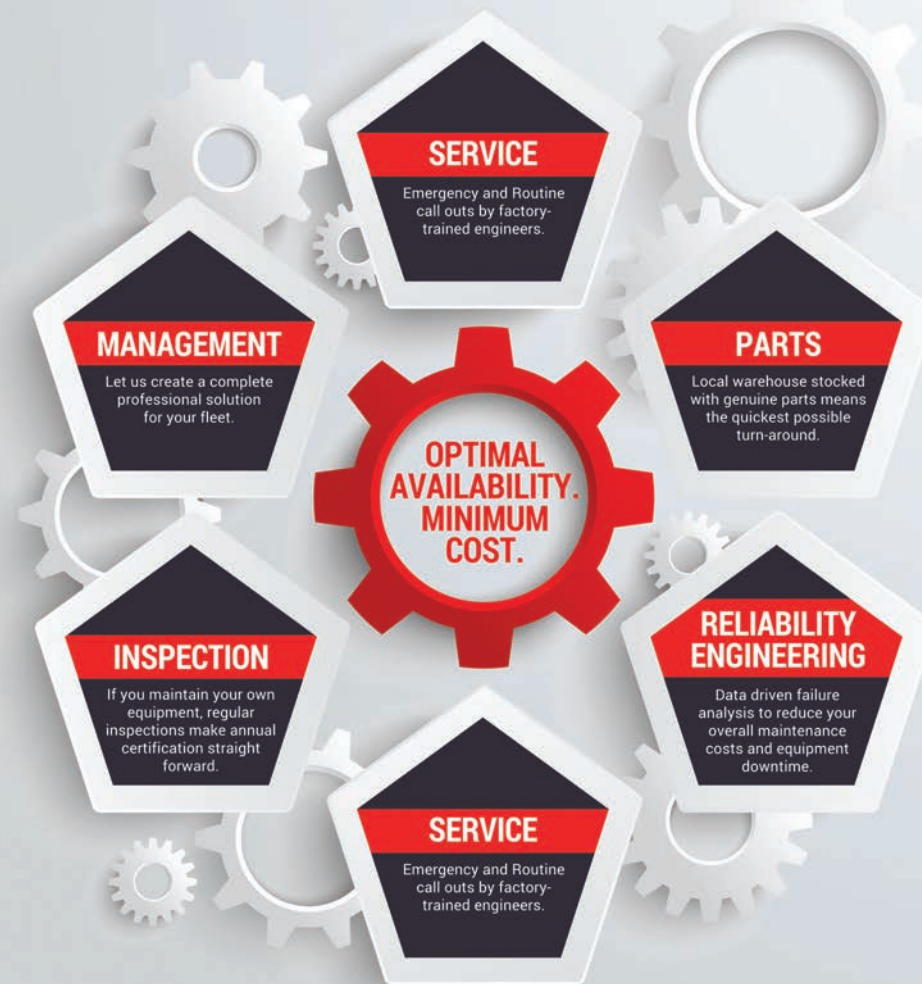 SERVICE
Emergency and Routine
call outs by factory-
trained engineers.
MANAGEMENT
Let us create a complete
professional solution
for your fleet.
PARTS
Local warehouse stocked
with genuine parts means
the quickest possible
turn-around.
OPTIMAL
AVAILABILITY.
MINIMUM
COST.
INSPECTION
If you maintain your own
equipment, regular
inspections make annual
certification straight
forward.
RELIABILITY
ENGINEERING
Data driven failure
analysis to reduce your
overall maintenance
costs and equipment
downtime.
SERVICE
Emergency and Routine
call outs by factory-
trained engineers.